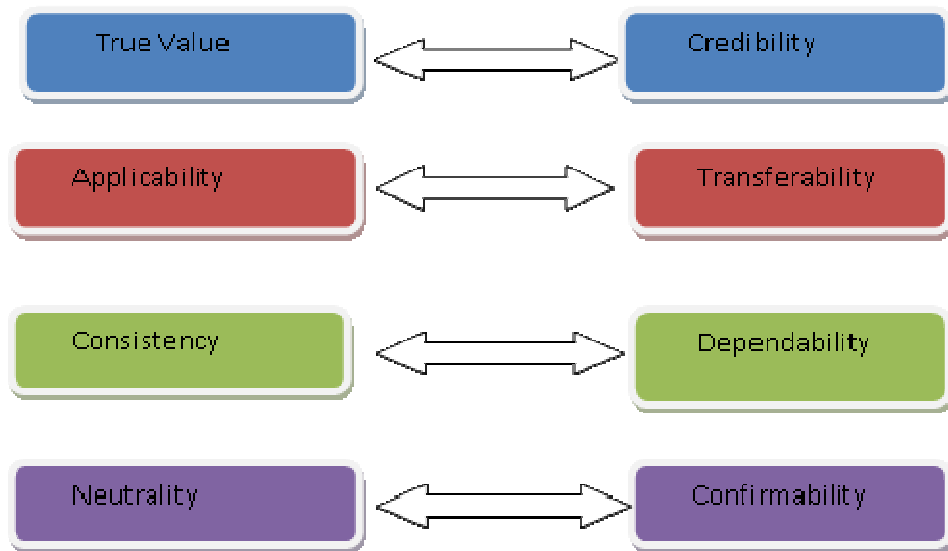 True Value
Credibility
Applicability
Transferability
Consistency
Dependability
Neutrality
Confirmability